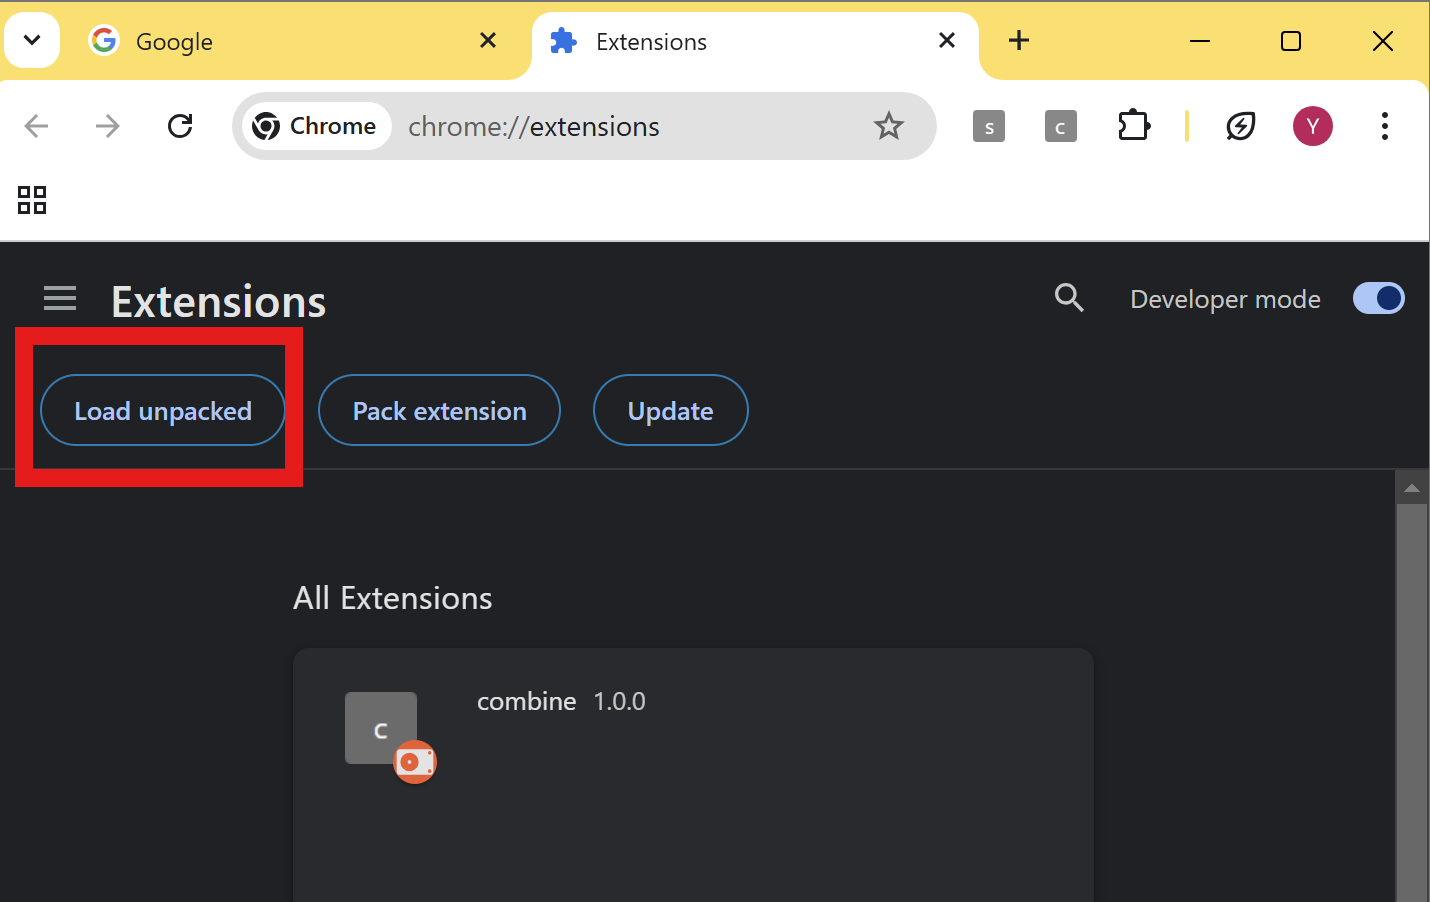 Google
Extensions
Chrome
chrome://extensions
s
c
Y
Extensions
Developer mode
Load unpacked
Pack extension
Update
All Extensions
c
combine 1.0.0